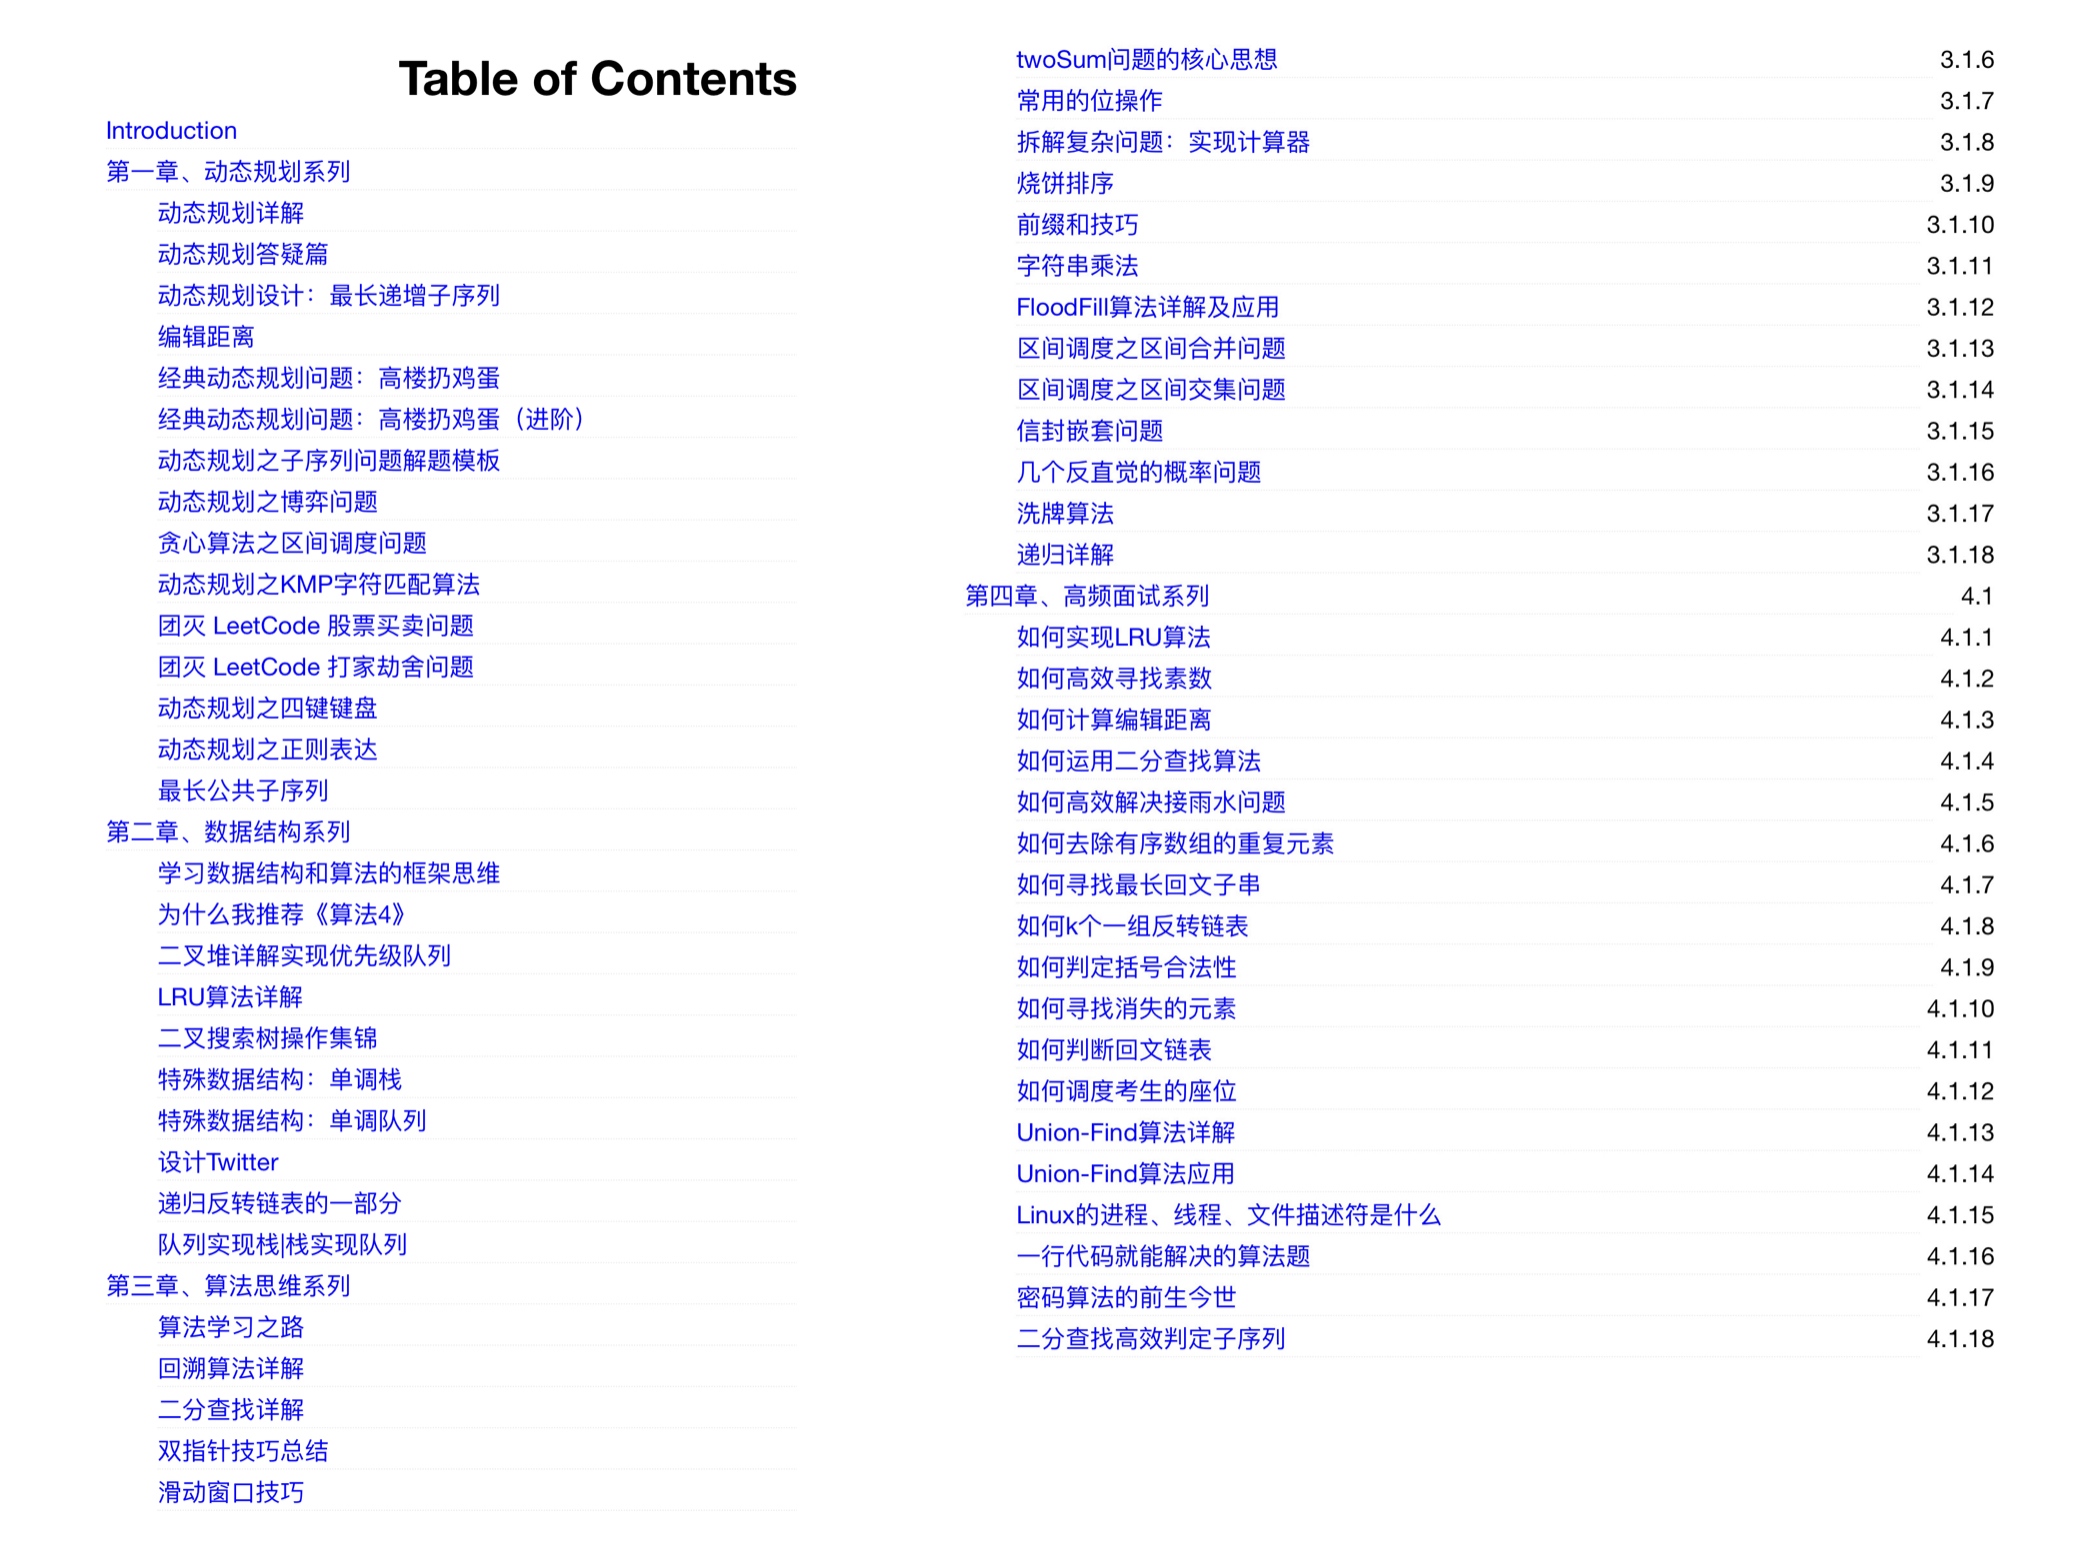 Table of Contents
Introduction
第一章、动态规划系列
动态规划详解
动态规划答疑篇
动态规划设计：最长递增子序列
编辑距离
经典动态规划问题：高楼扔鸡蛋
经典动态规划问题：高楼扔鸡蛋（进阶）
动态规划之子序列问题解题模板
动态规划之博弈问题
贪心算法之区间调度问题
动态规划之KMP字符匹配算法
团灭 LeetCode 股票买卖问题
团灭 LeetCode 打家劫舍问题
动态规划之四键键盘
动态规划之正则表达
最长公共子序列
第二章、数据结构系列
学习数据结构和算法的框架思维
为什么我推荐《算法4》
二叉堆详解实现优先级队列
LRU算法详解
二叉搜索树操作集锦
特殊数据结构：单调栈
特殊数据结构：单调队列
设计Twitter
递归反转链表的一部分
队列实现栈|栈实现队列
第三章、算法思维系列
算法学习之路
回溯算法详解
二分查找详解
双指针技巧总结
滑动窗口技巧
twoSum问题的核心思想 3.1.6
常用的位操作 3.1.7
拆解复杂问题：实现计算器 3.1.8
烧饼排序 3.1.9
前缀和技巧 3.1.10
字符串乘法 3.1.11
FloodFill算法详解及应用 3.1.12
区间调度之区间合并问题 3.1.13
区间调度之区间交集问题 3.1.14
信封嵌套问题 3.1.15
几个反直觉的概率问题 3.1.16
洗牌算法 3.1.17
递归详解 3.1.18
第四章、高频面试系列 4.1
如何实现LRU算法 4.1.1
如何高效寻找素数 4.1.2
如何计算编辑距离 4.1.3
如何运用二分查找算法 4.1.4
如何高效解决接雨水问题 4.1.5
如何去除有序数组的重复元素 4.1.6
如何寻找最长回文子串 4.1.7
如何k个一组反转链表 4.1.8
如何判定括号合法性 4.1.9
如何寻找消失的元素 4.1.10
如何判断回文链表 4.1.11
如何调度考生的座位 4.1.12
Union-Find算法详解 4.1.13
Union-Find算法应用 4.1.14
Linux的进程、线程、文件描述符是什么 4.1.15
一行代码就能解决的算法题 4.1.16
密码算法的前生今世 4.1.17
二分查找高效判定子序列 4.1.18